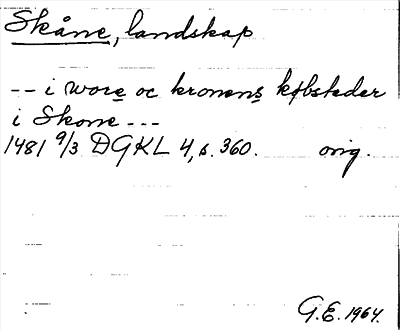 Skåne, landskap
-- i wore oc kronens købsteder
i Skone ---
1481 9/3 DGKL 4, s. 360. orig.
G.E. 1964.